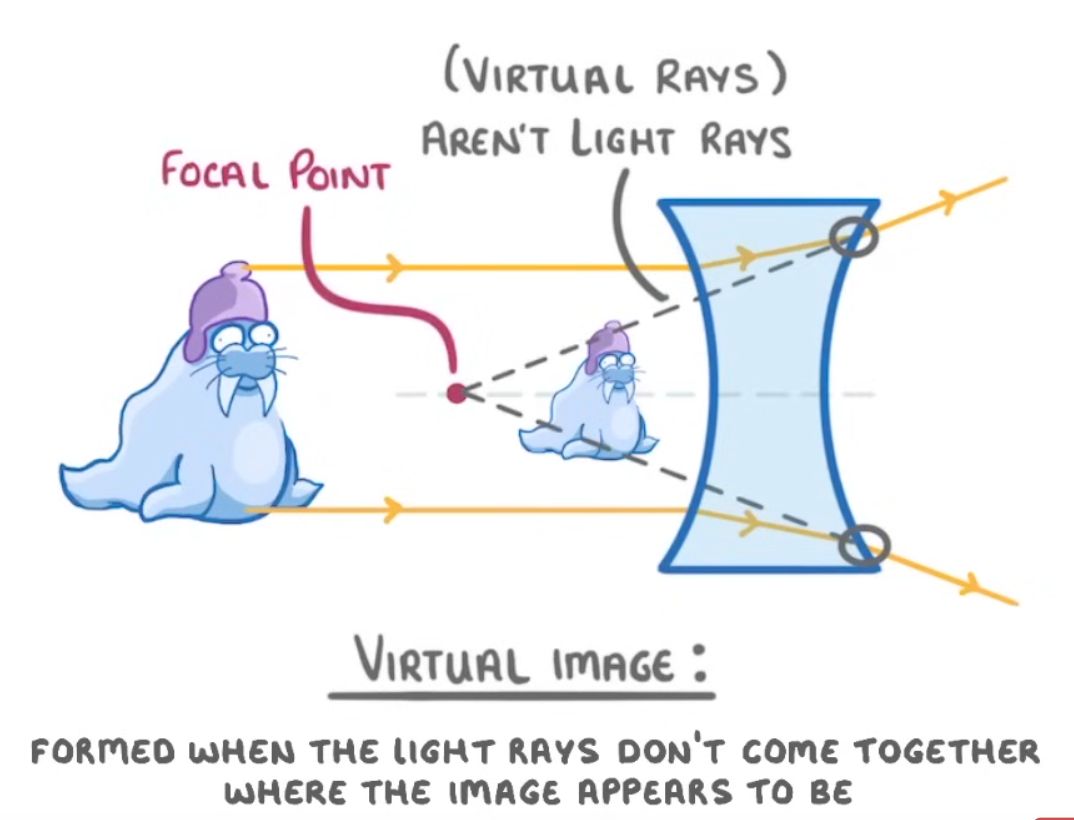 (VIRTUAL RAYS)
AREN'T LIGHT RAYS
FOCAL POINT
VIRTUAL IMAGE:
FORMED WHEN THE LIGHT RAYS DON'T COME TOGETHER
WHERE THE IMAGE APPEARS TO BE